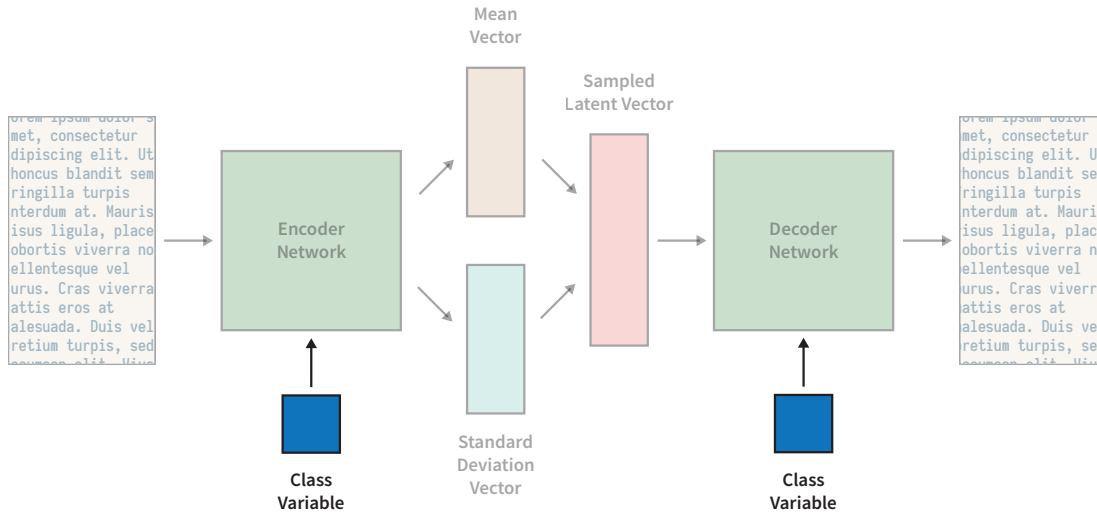 Mean
Vector
Sampled
Latent Vector
met, consectetur
dipiscing elit. Ut
honcus blandit sem
ringilla turpis
nterdum at. Mauris
isus ligula, place
obortis viverra no
ellentesque vel
urus. Cras viverra
attis eros at
alesuada. Duis vel
retium turpis, sed
Encoder
Network
Decoder
Network
met, consectetur
dipiscing elit. U
honcus blandit se
ringilla turpis
nterdum at. Mauri
isus ligula, plac
obortis viverra n
ellentesque vel
urus. Cras viverr
attis eros at
alesuada. Duis ve
retium turpis, se
Standard
Deviation
Vector
Class
Variable
Class
Variable